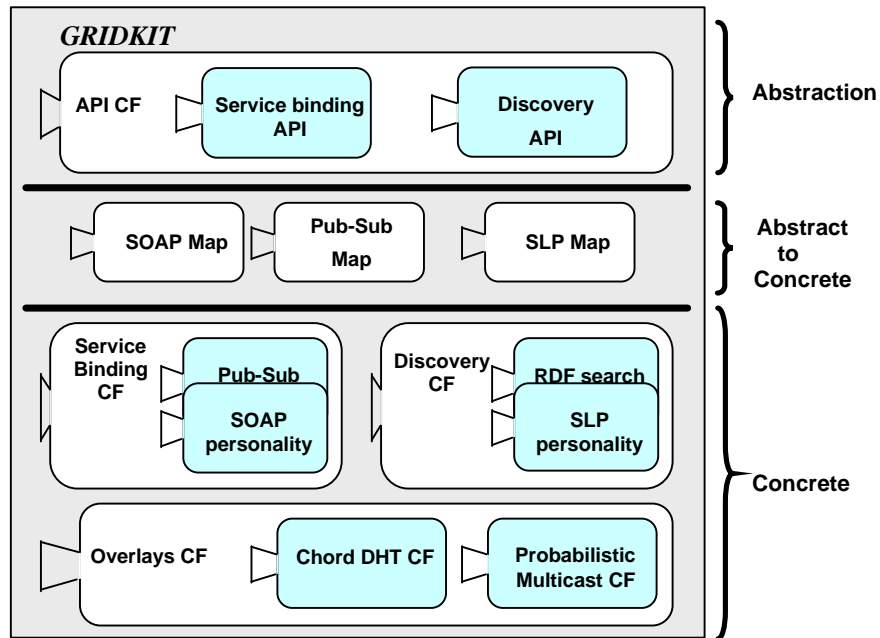 GRIDKIT
API CF
Service binding
API
Discovery
API
Abstraction
SOAP Map
Pub-Sub
Map
SLP Map
Abstract
to
Concrete
Service
Binding
CF
Pub-Sub
SOAP
personality
Discovery
CF
RDF search
SLP
personality
Concrete
Overlays CF
Chord DHT CF
Probabilistic
Multicast CF